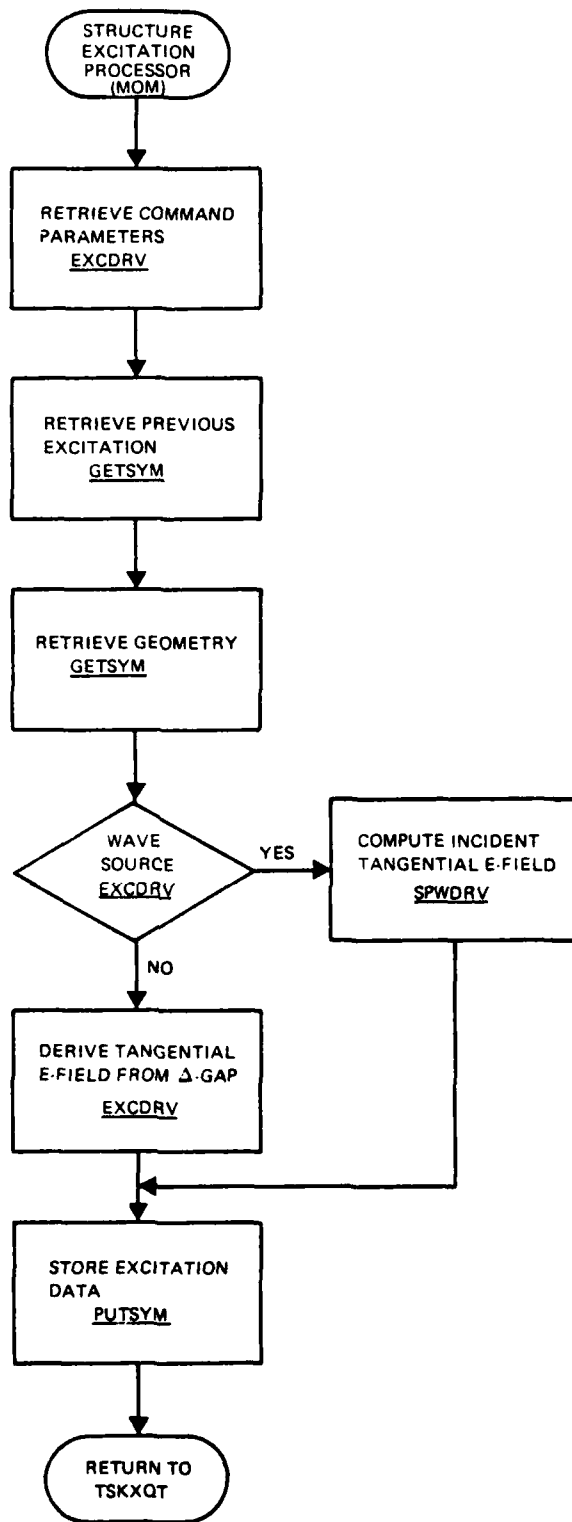 STRUCTURE
EXCITATION
PROCESSOR
(MOM)
RETRIEVE COMMAND
PARAMETERS
EXCDRV
RETRIEVE PREVIOUS
EXCITATION
GETSYM
RETRIEVE GEOMETRY
GETSYM
WAVE
SOURCE
EXCDRV
YES
COMPUTE INCIDENT
TANGENTIAL E-FIELD
SPWDRV
NO
DERIVE TANGENTIAL
E-FIELD FROM Δ-GAP
EXCDRV
STORE EXCITATION
DATA
PUTSYM
RETURN TO
TSKXQT